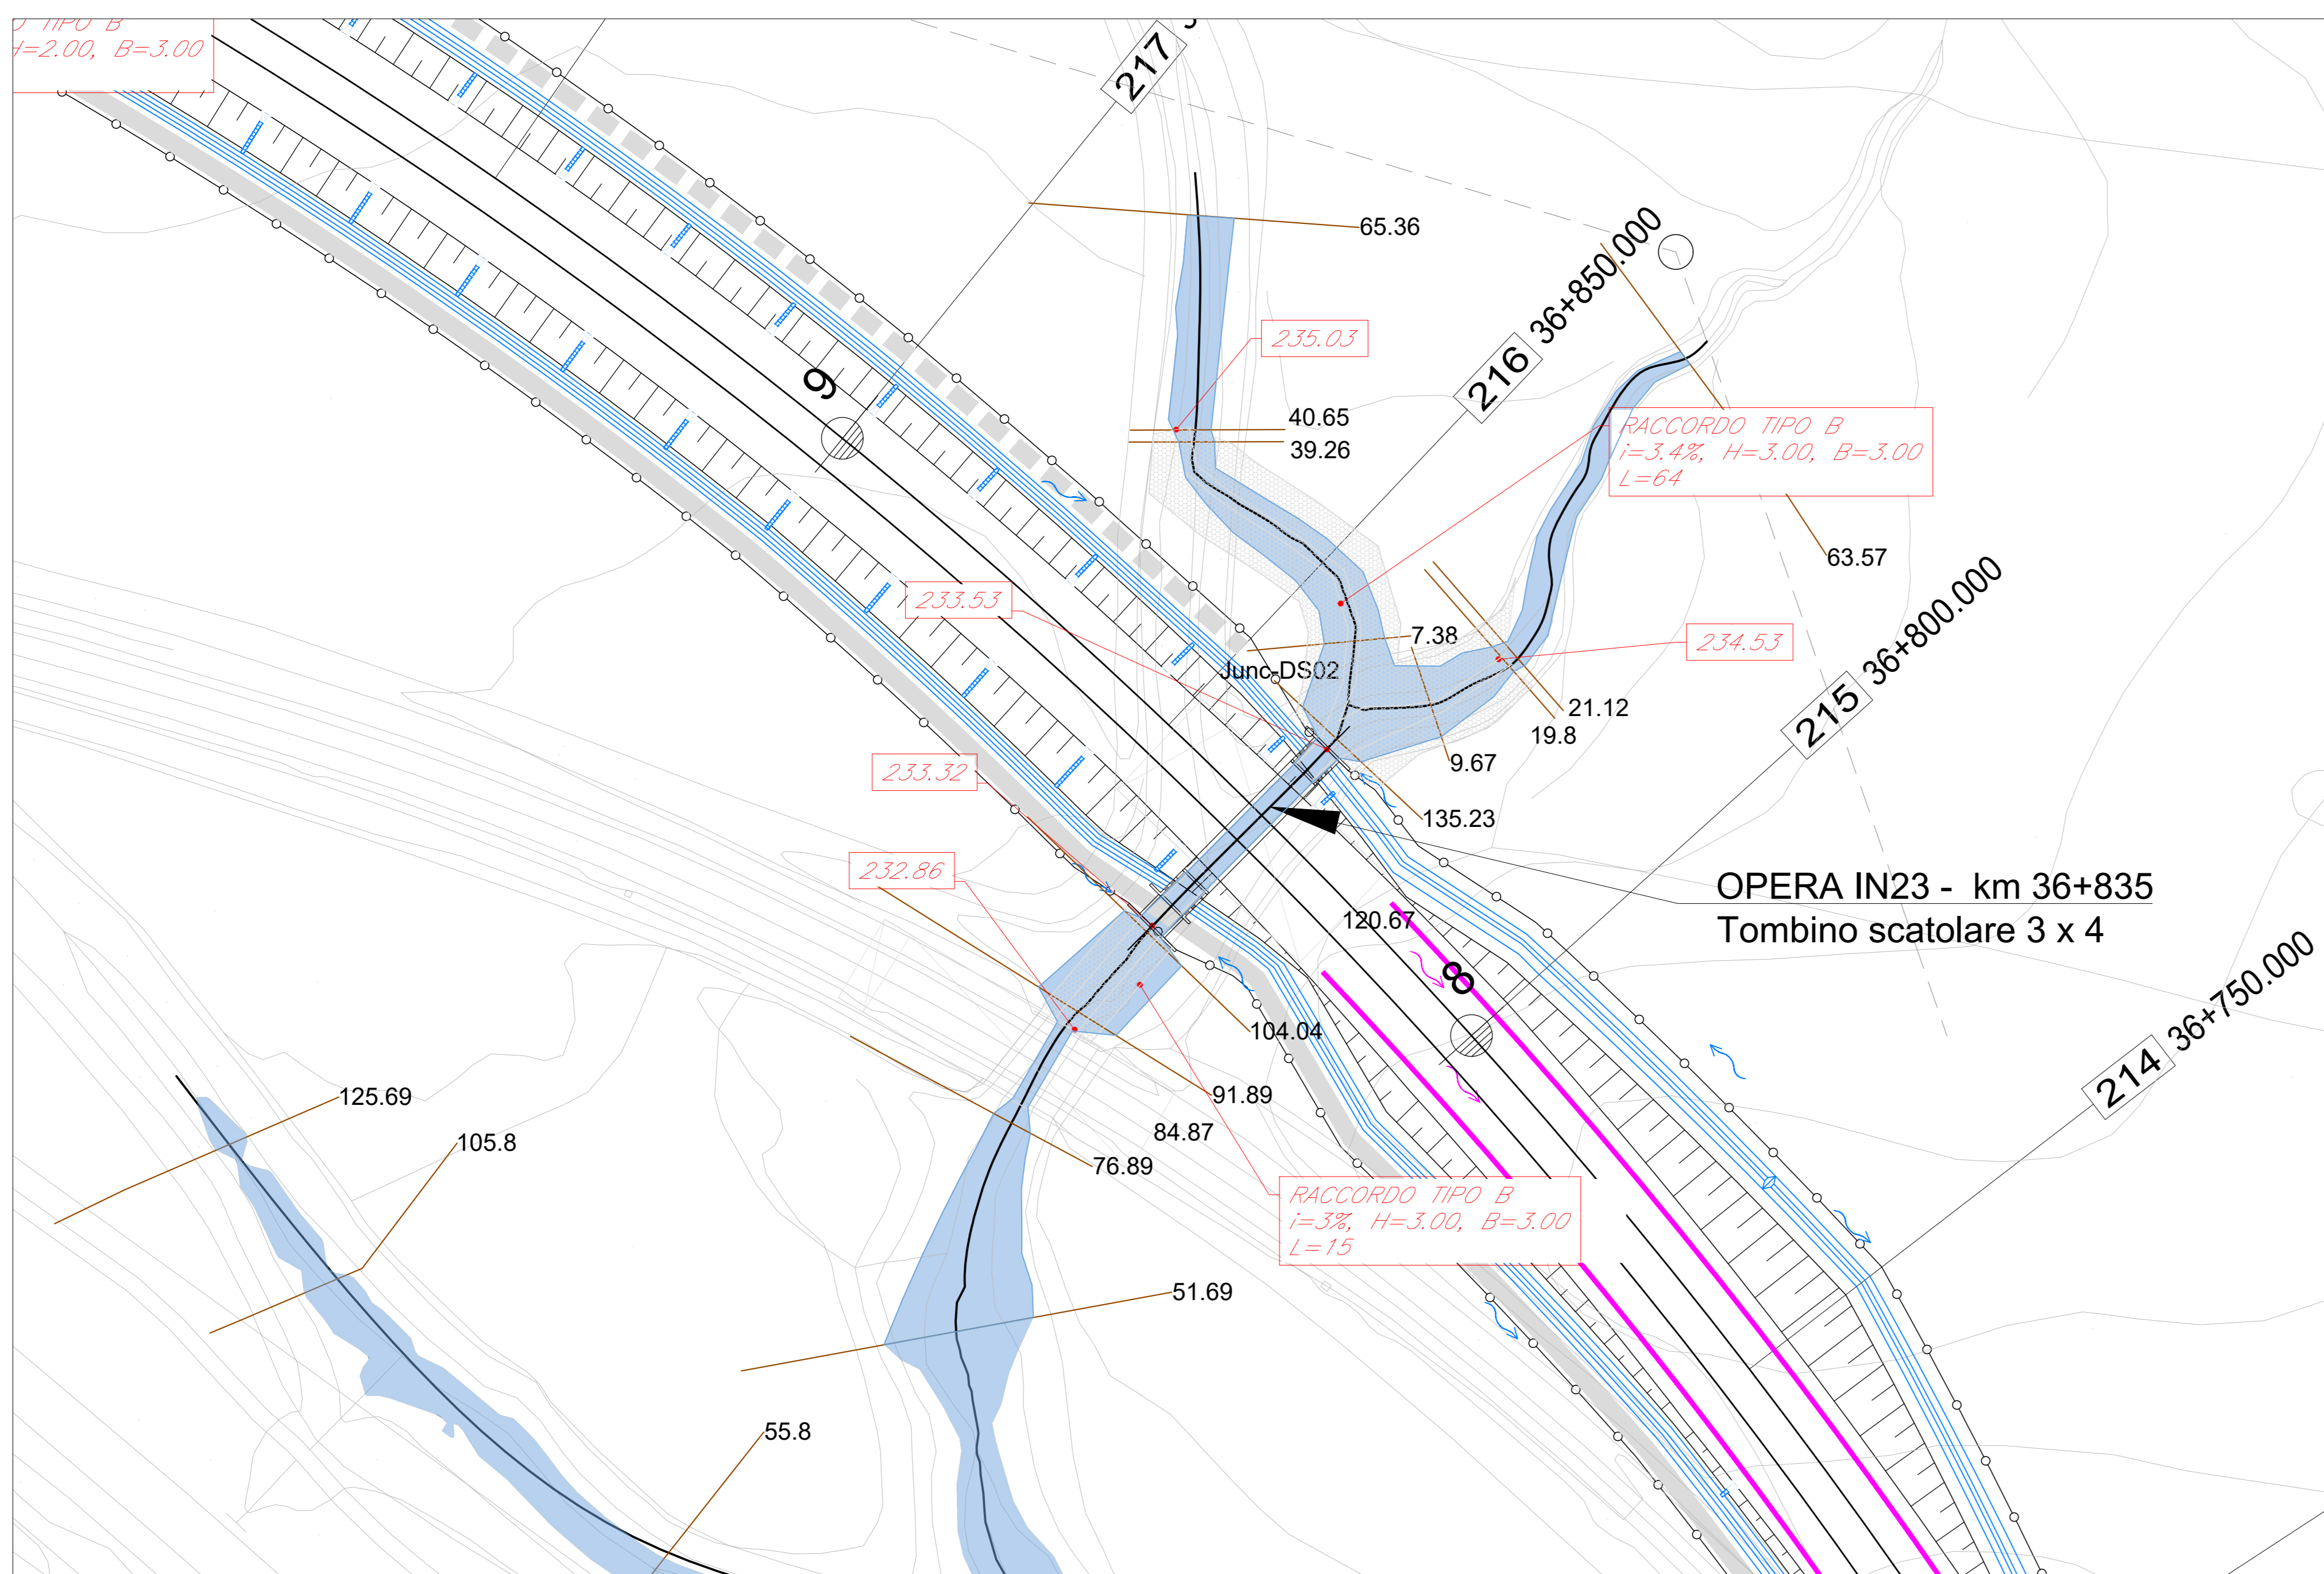 TIPO B
H=2.00, B=3.00
217
65.36
36+850.000
216
235.03
9
40.65
39.26
RACCORDO TIPO B
i=3.4%, H=3.00, B=3.00
L=64
63.57
36+800.000
215
233.53
7.38
Junc-DS02
234.53
21.12
19.8
9.67
233.32
135.23
232.86
OPERA IN23 - km 36+835
Tombino scatolare 3 x 4
120.67
8
36+750.000
214
104.04
91.89
84.87
76.89
125.69
105.8
RACCORDO TIPO B
i=3%, H=3.00, B=3.00
L=15
51.69
55.8